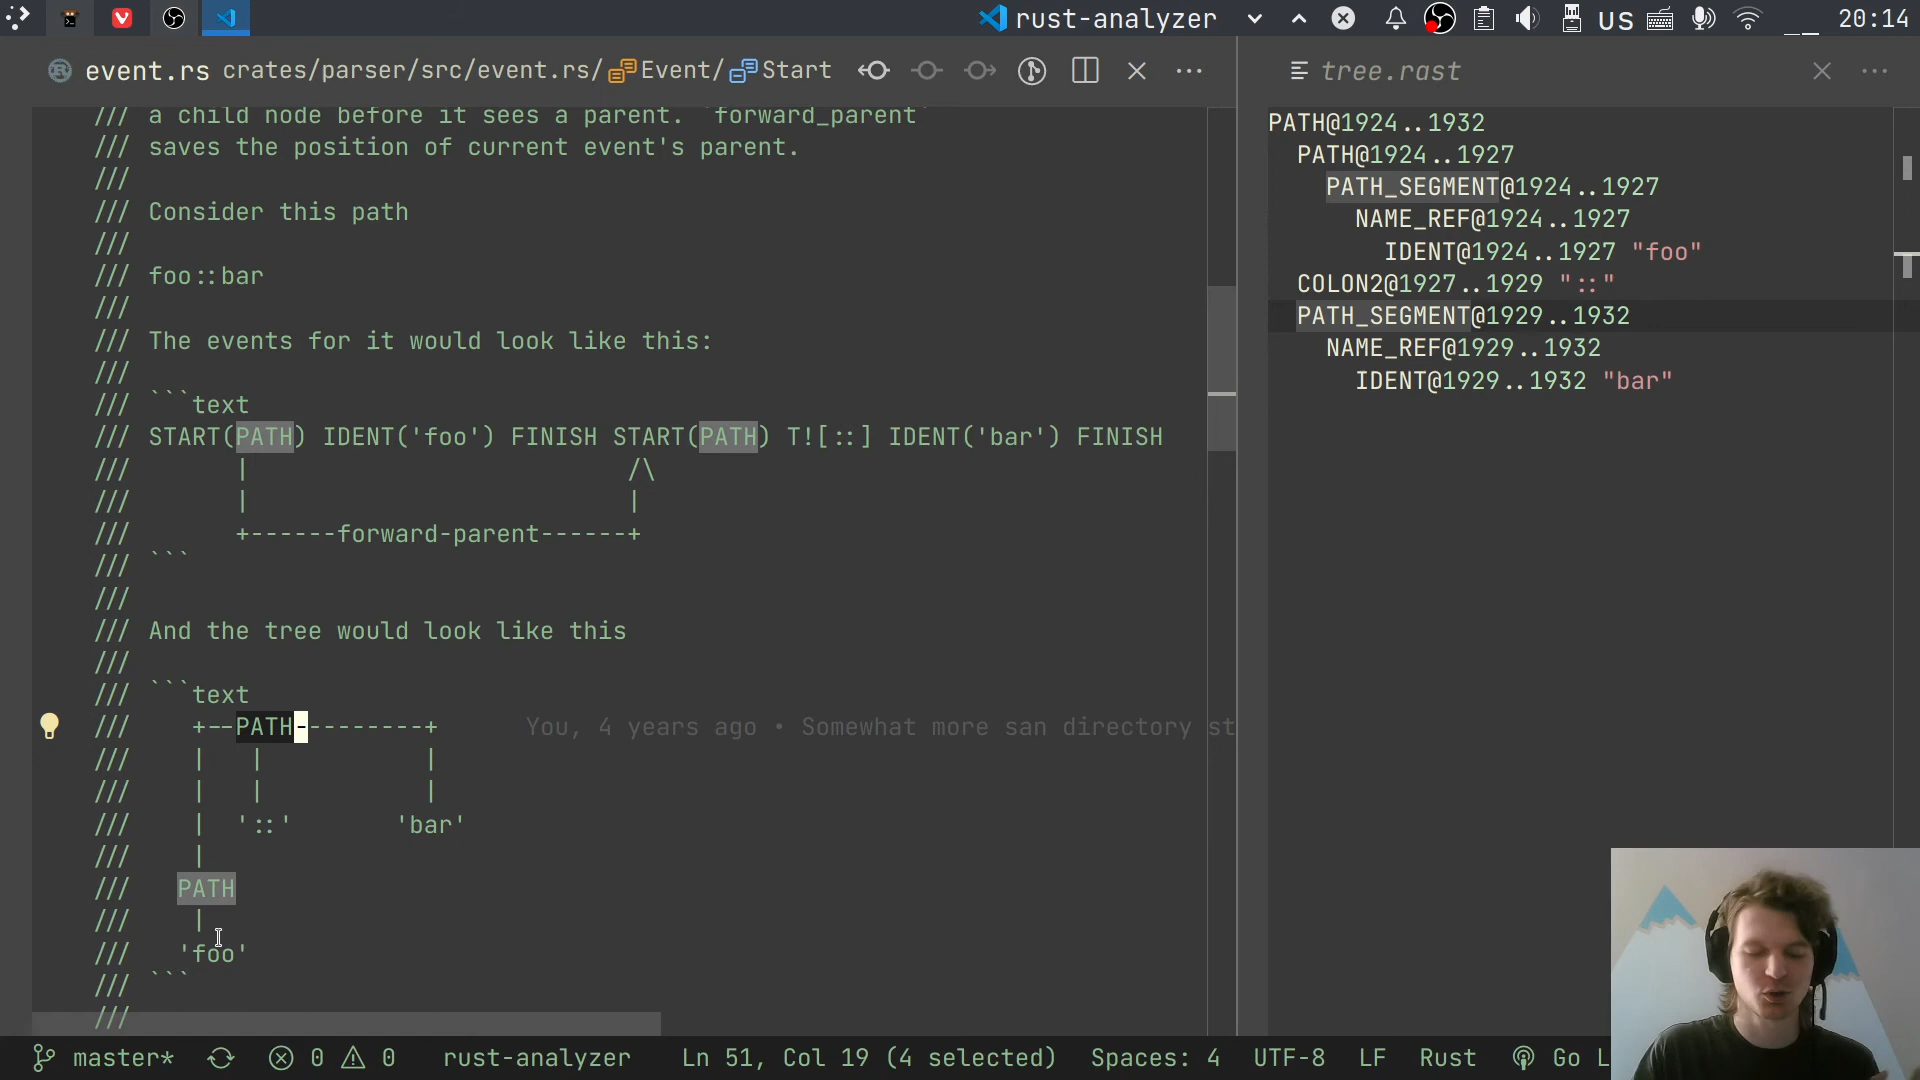 rust-analyzer
US
20:14
event.rs crates/parser/src/event.rs/Event/Start
/// a child node before it sees a parent. `forward_parent`
/// saves the position of current event's parent.
///
/// Consider this path
///
/// foo::bar
///
/// The events for it would look like this:
///
/// ```text
/// START(PATH) IDENT('foo') FINISH START(PATH) T![::] IDENT('bar') FINISH
///       |                          /\
///       |                          |
///       +------forward-parent------+
/// ```
///
/// And the tree would look like this
///
/// ```text
///    +--PATH---------+ You, 4 years ago • Somewhat more san directory st
///    |   |           |
///    |   |           |
///    |  '::'       'bar'
///    |
///   PATH
///    |
///   'foo'
/// ```
///
tree.rast
PATH@1924..1932
  PATH@1924..1927
    PATH_SEGMENT@1924..1927
      NAME_REF@1924..1927
        IDENT@1924..1927 "foo"
  COLON2@1927..1929 "::"
  PATH_SEGMENT@1929..1932
    NAME_REF@1929..1932
      IDENT@1929..1932 "bar"
master* 0 0 rust-analyzer Ln 51, Col 19 (4 selected) Spaces: 4 UTF-8 LF Rust Go L